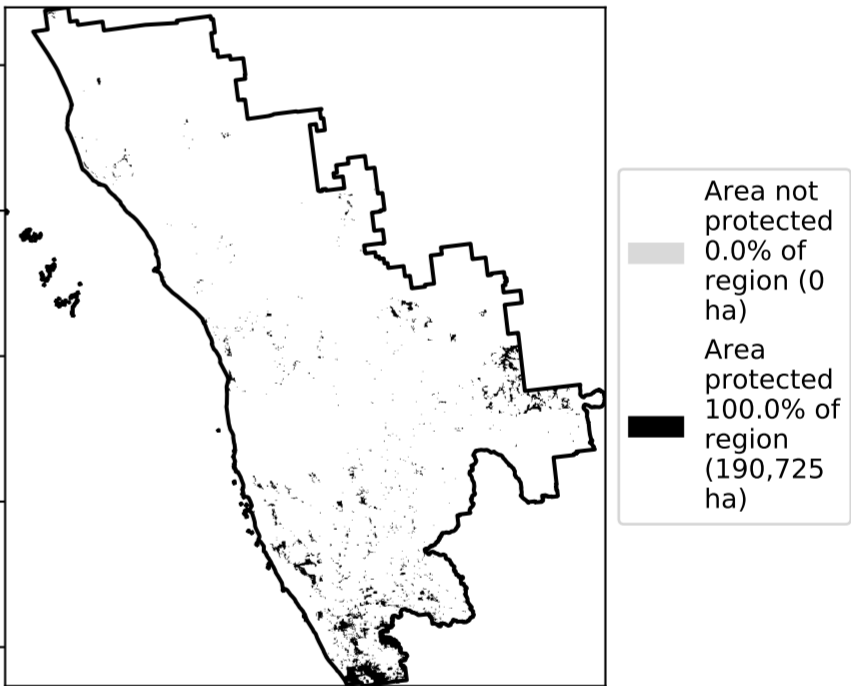 Area not
protected
0.0% of
region (0
ha)
Area
protected
100.0% of
region
(190,725
ha)